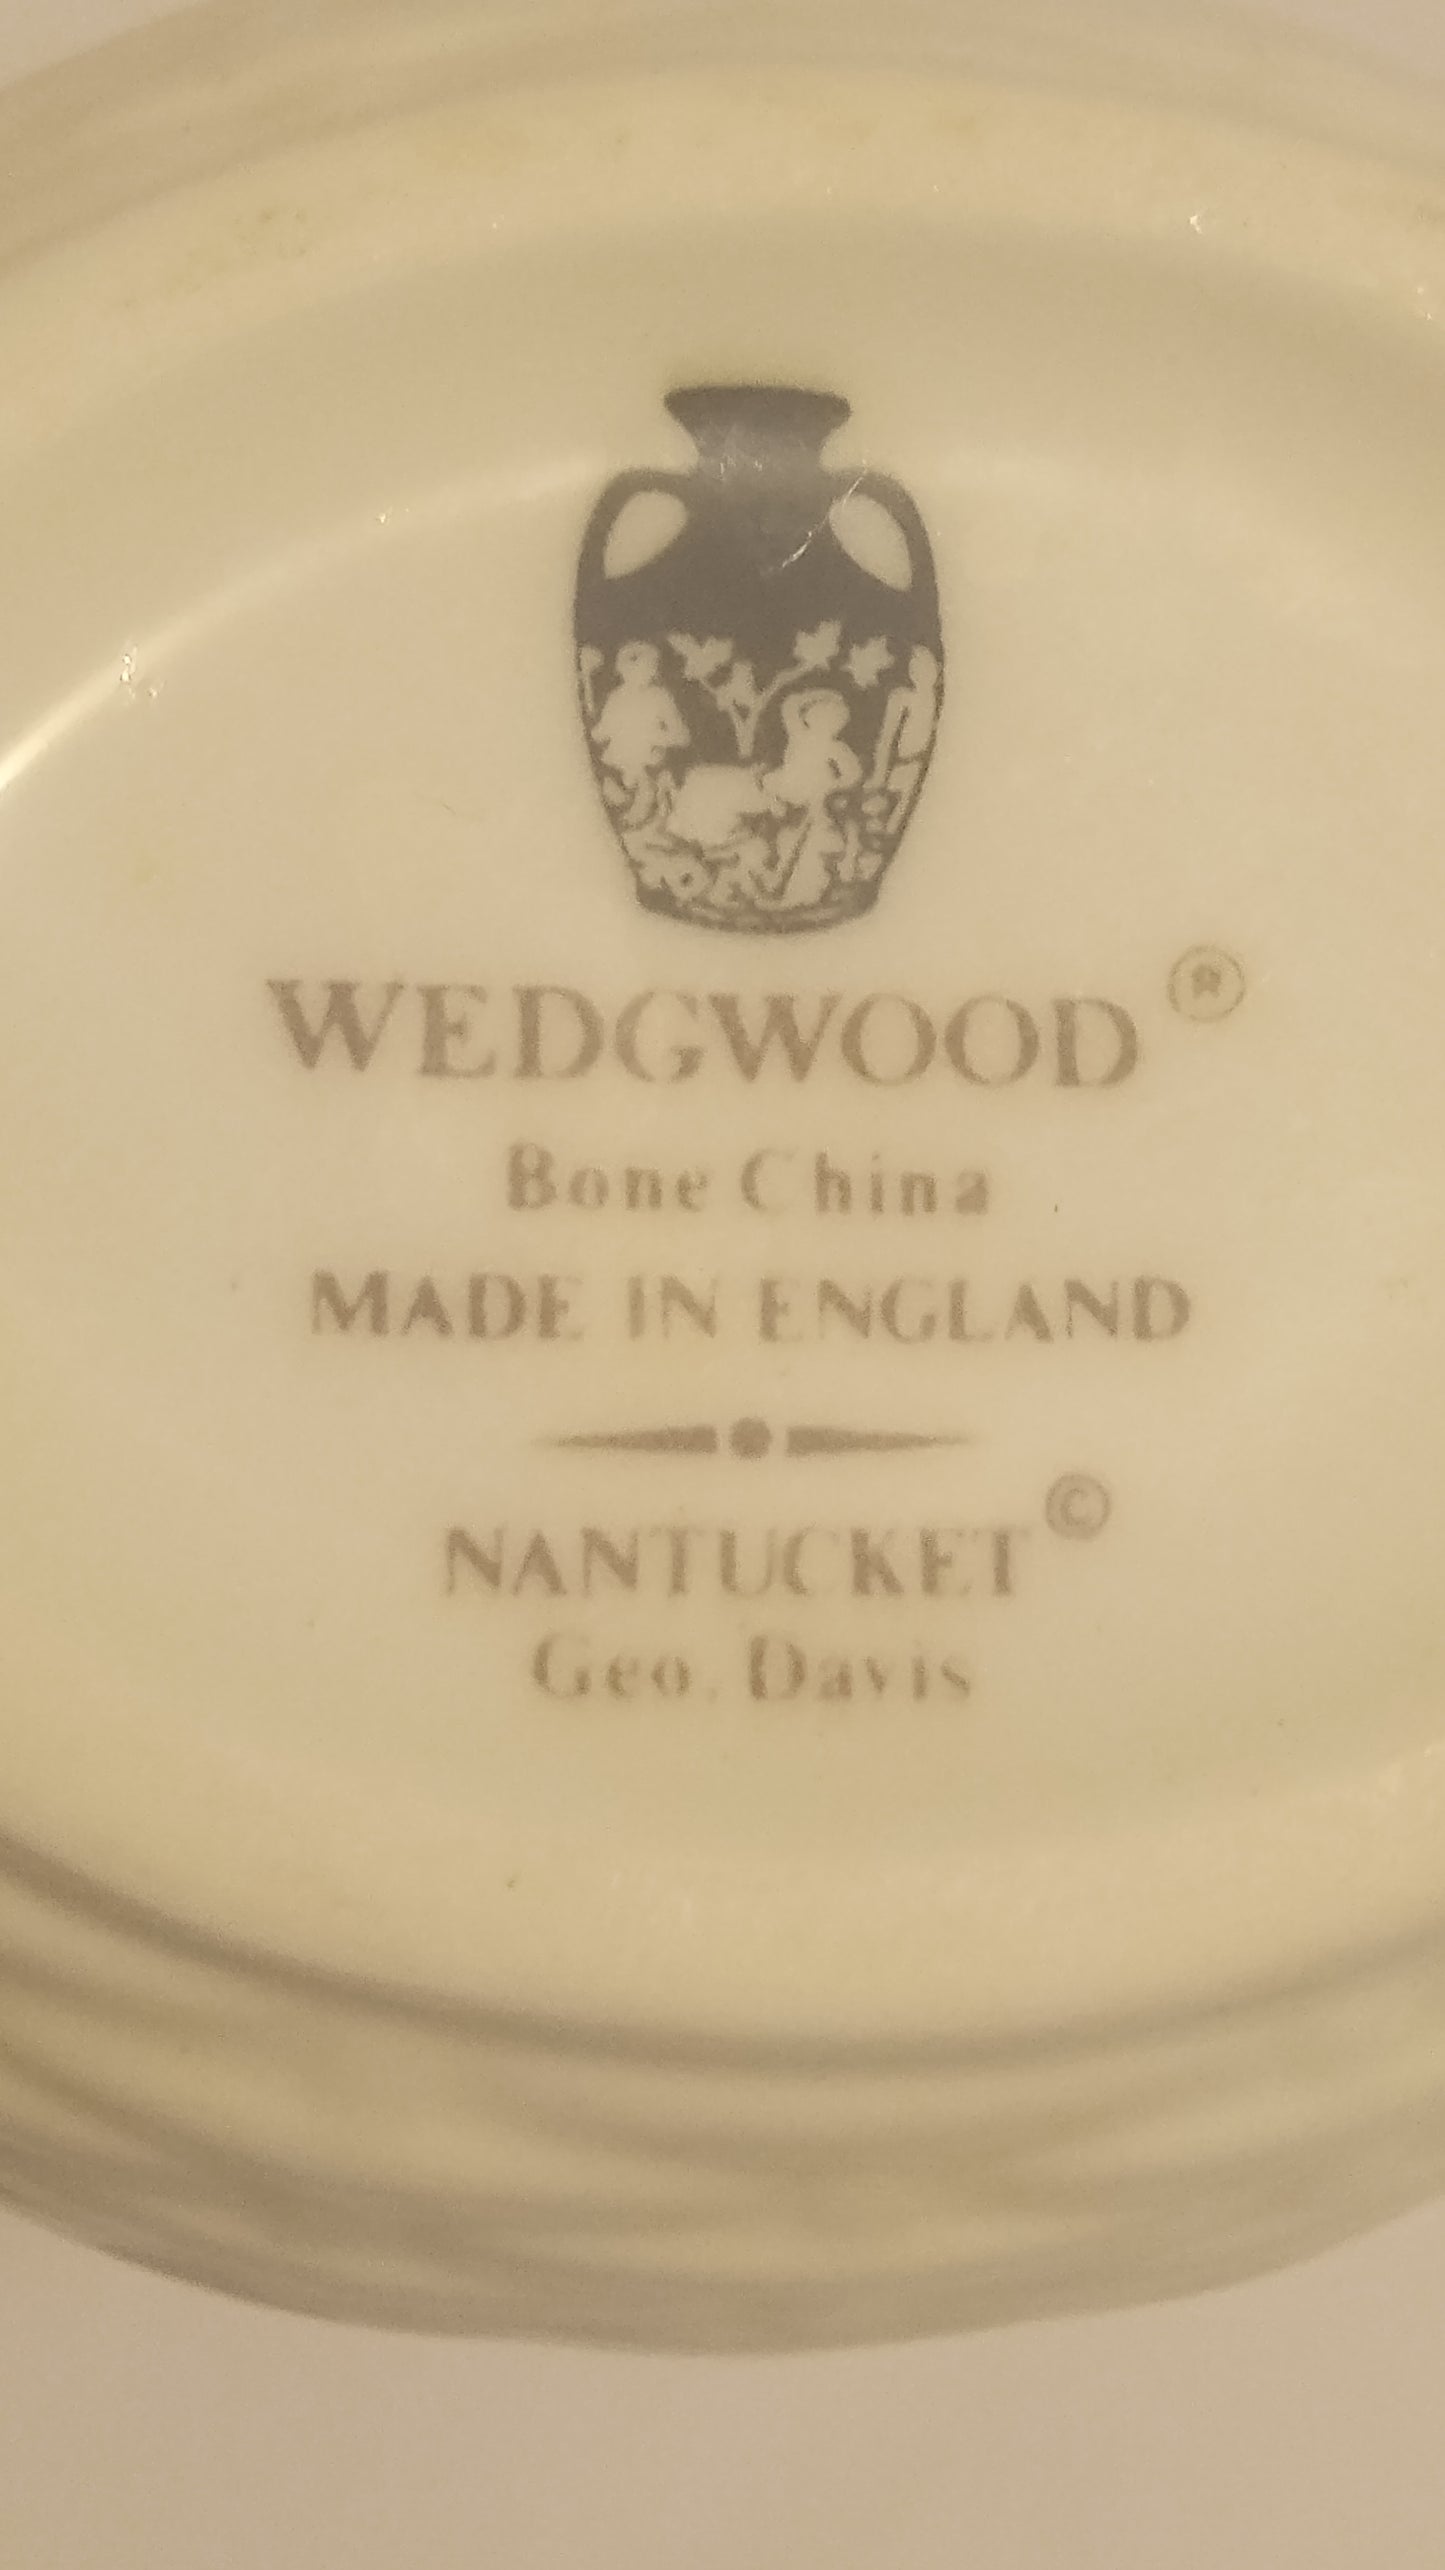 WEDGWOOD ®
Bone China
MADE IN ENGLAND
NANTUCKET ©
Geo. Davis